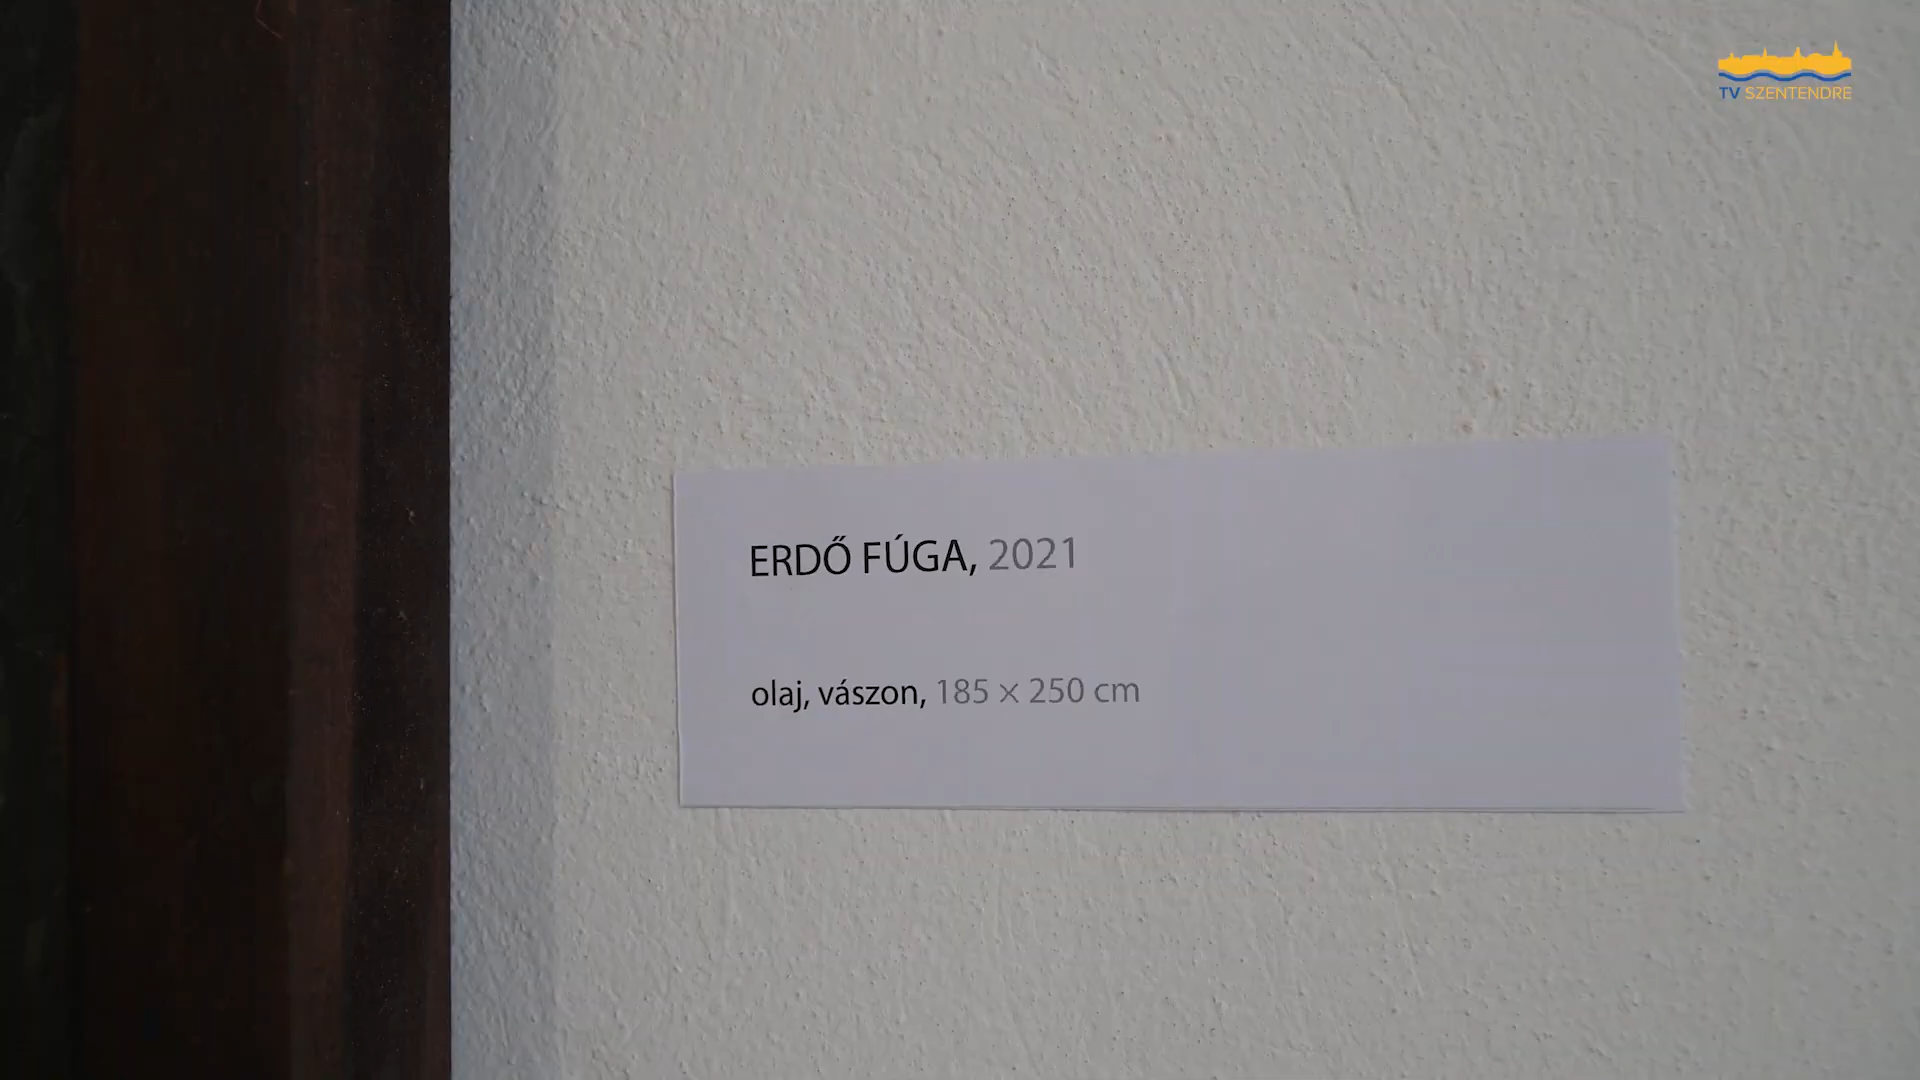 TV SZENTENDRE
ERDŐ FÚGA, 2021
olaj, vászon, 185 × 250 cm